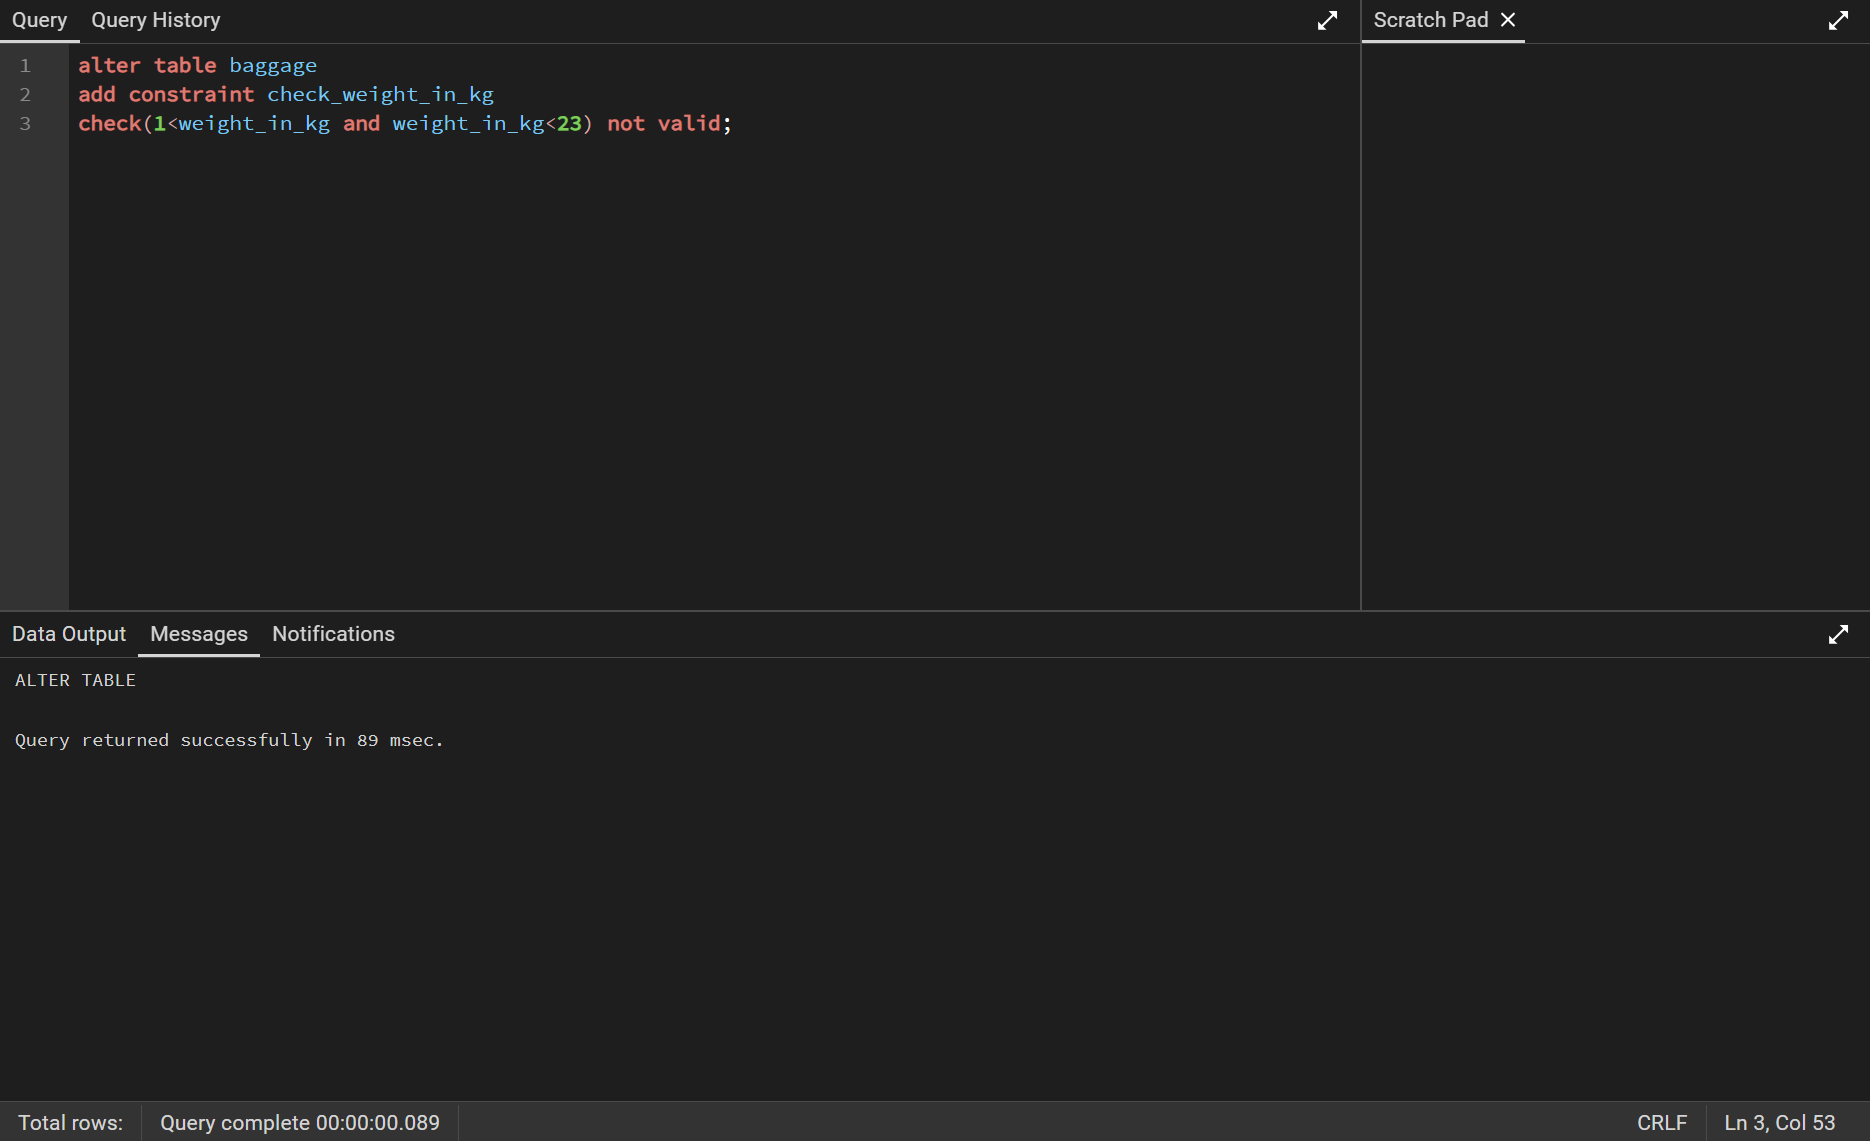 Query Query History
Scratch Pad
1 alter table baggage
2 add constraint check_weight_in_kg
3 check(1<weight_in_kg and weight_in_kg<23) not valid;
Data Output Messages Notifications
ALTER TABLE
Query returned successfully in 89 msec.
Total rows: Query complete 00:00:00.089 CRLF Ln 3, Col 53